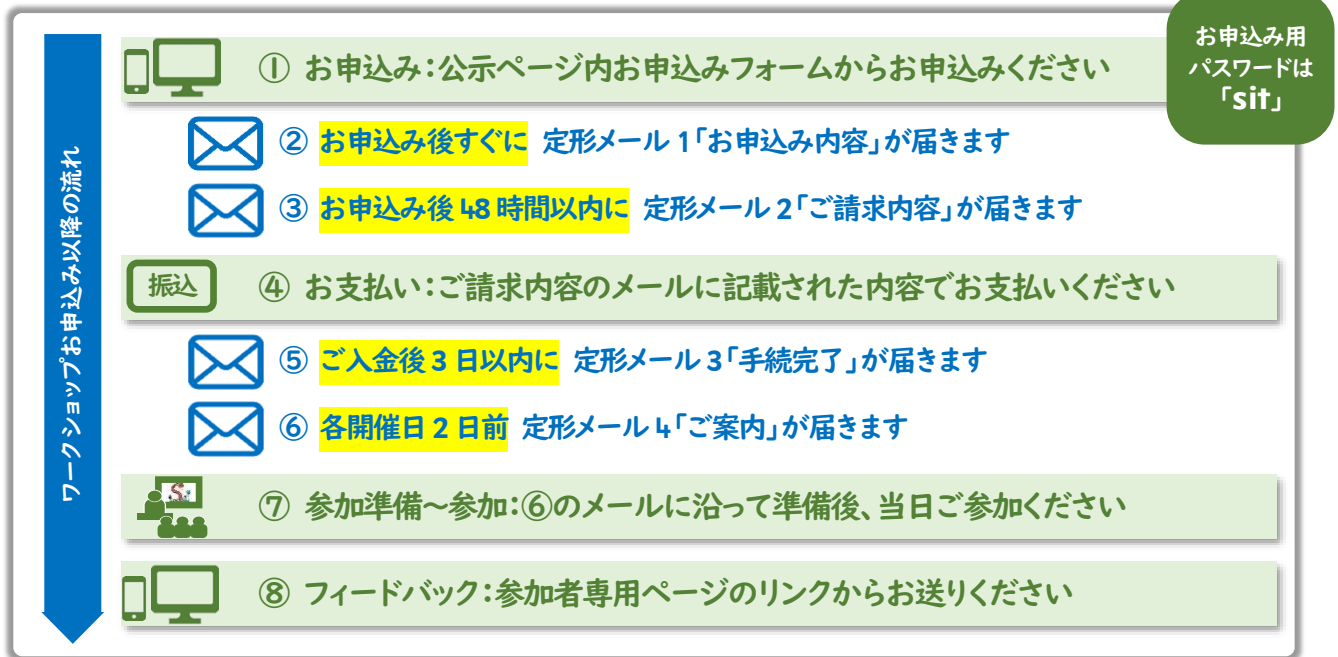 お申込み用
パスワードは
「sit」
ワークショップお申込み以降の流れ
① お申込み：公示ページ内お申込みフォームからお申込みください
② お申込み後すぐに 定形メール 1「お申込み内容」が届きます
③ お申込み後 48 時間以内に 定形メール 2「ご請求内容」が届きます
振込
④ お支払い：ご請求内容のメールに記載された内容でお支払いください
⑤ ご入金後 3 日以内に 定形メール 3「手続完了」が届きます
⑥ 各開催日 2 日前 定形メール 4「ご案内」が届きます
⑦ 参加準備～参加：⑥のメールに沿って準備後、当日ご参加ください
⑧ フィードバック：参加者専用ページのリンクからお送りください